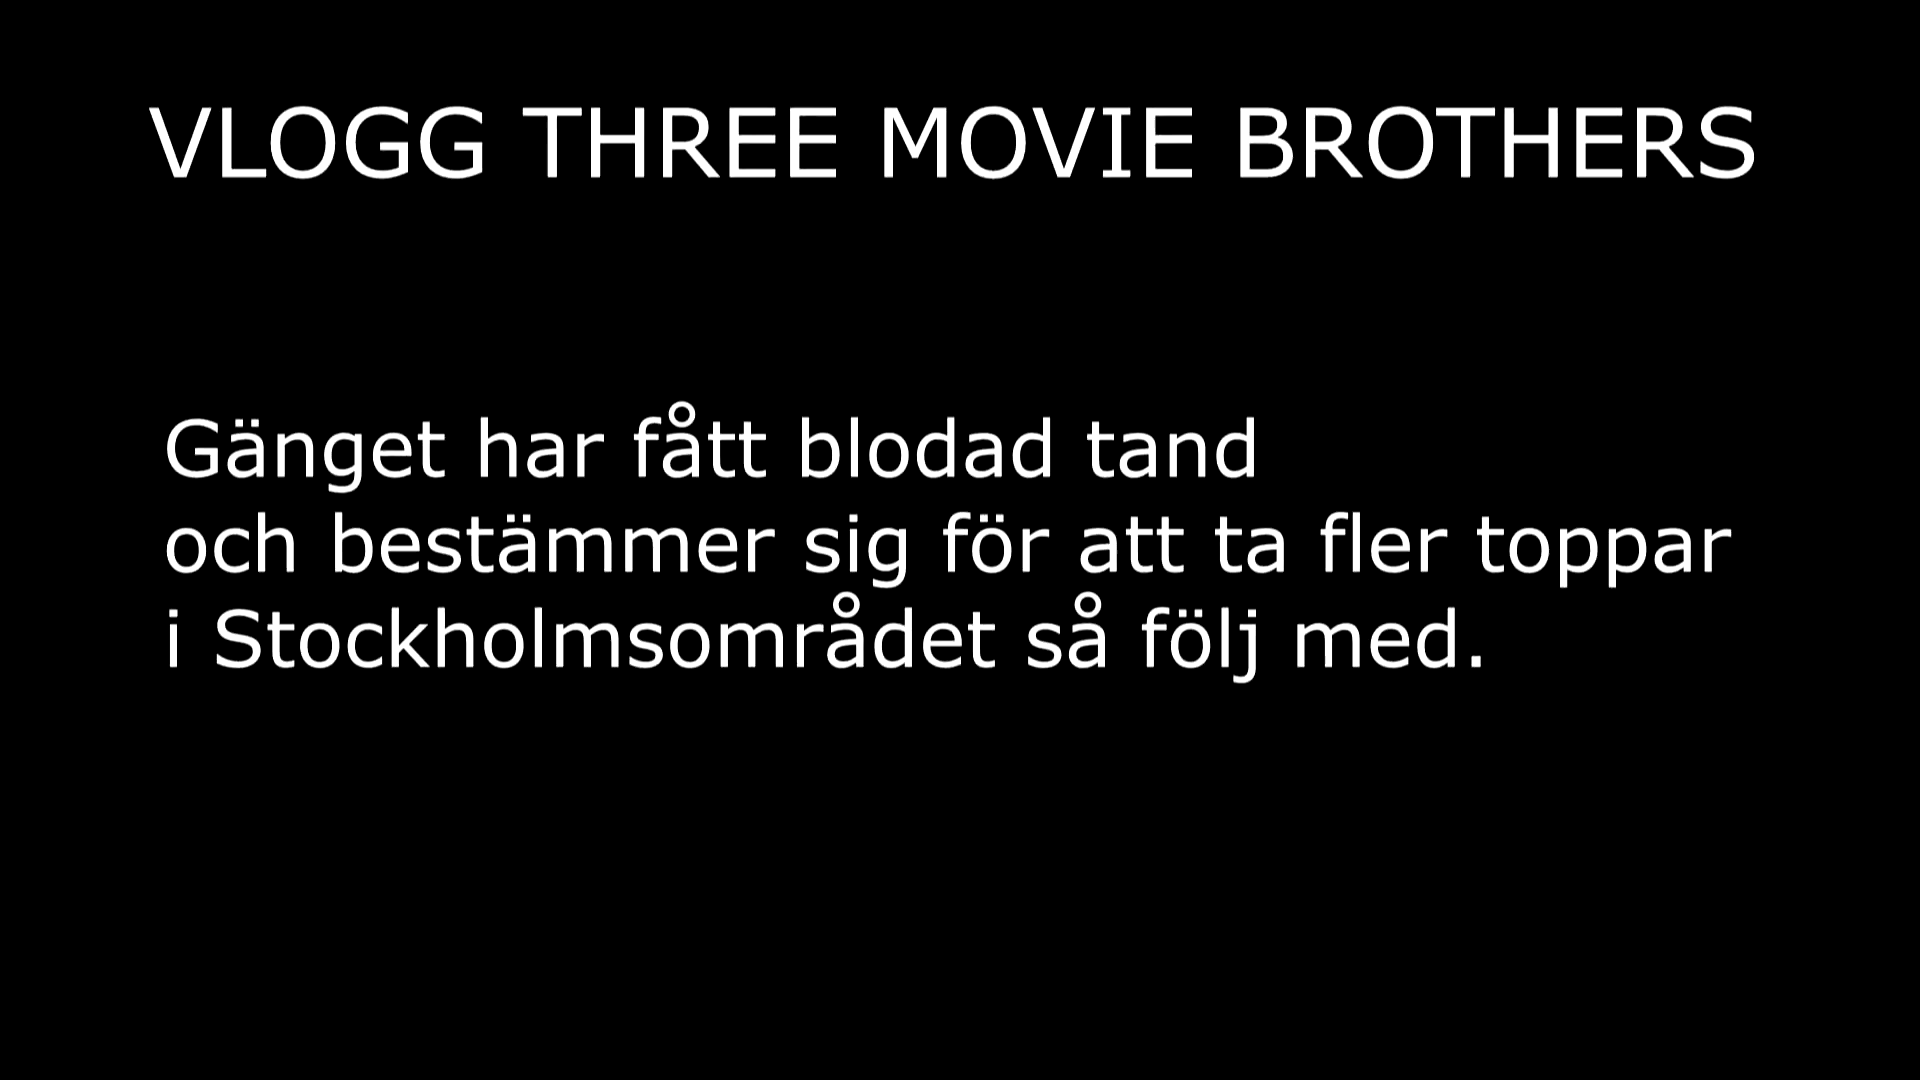 VLOGG THREE MOVIE BROTHERS
Gänget har fått blodad tand
och bestämmer sig för att ta fler toppar
i Stockholmsområdet så följ med.